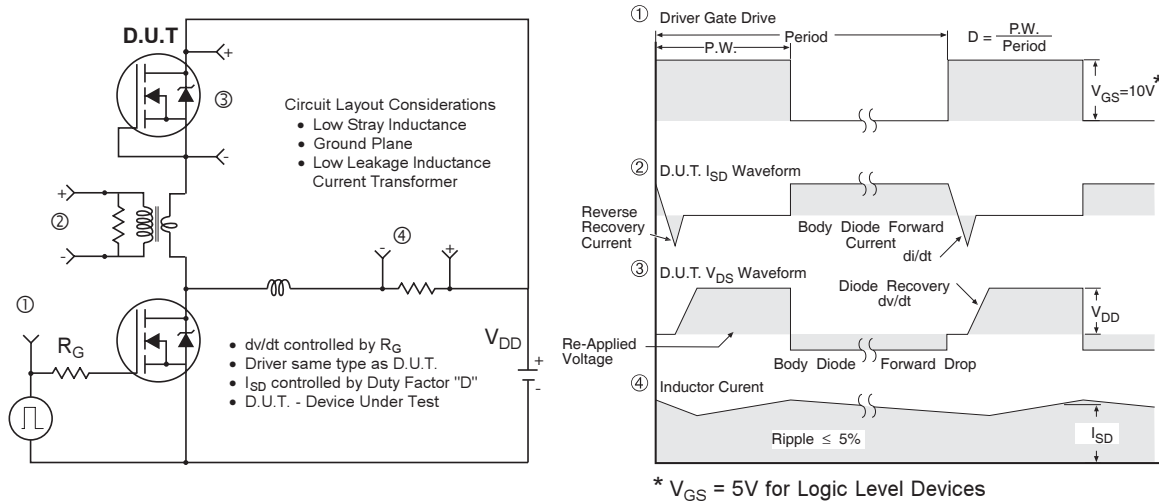 D.U.T
+
③
-
Circuit Layout Considerations
• Low Stray Inductance
• Ground Plane
• Low Leakage Inductance
Current Transformer
+
②
-
④
-
+
①
R_G
• dv/dt controlled by R_G
• Driver same type as D.U.T.
• I_SD controlled by Duty Factor "D"
• D.U.T. - Device Under Test
V_DD
+
-
① Driver Gate Drive
P.W.
Period
D = P.W. / Period
V_GS=10V *
② D.U.T. I_SD Waveform
Reverse
Recovery
Current
Body Diode Forward
Current
di/dt
③ D.U.T. V_DS Waveform
Diode Recovery
dv/dt
V_DD
Re-Applied
Voltage
Body Diode Forward Drop
④ Inductor Curent
Ripple ≤ 5%
I_SD
* V_GS = 5V for Logic Level Devices